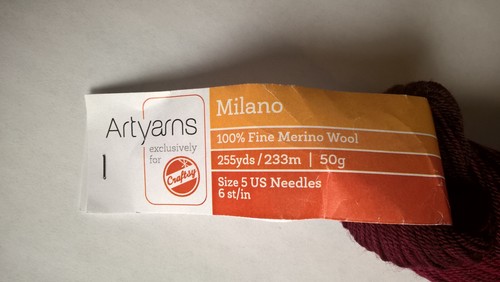 Artyarns
exclusively
for
Craftsy
Milano
100% Fine Merino Wool
255yds / 233m | 50g
Size 5 US Needles
6 st/in